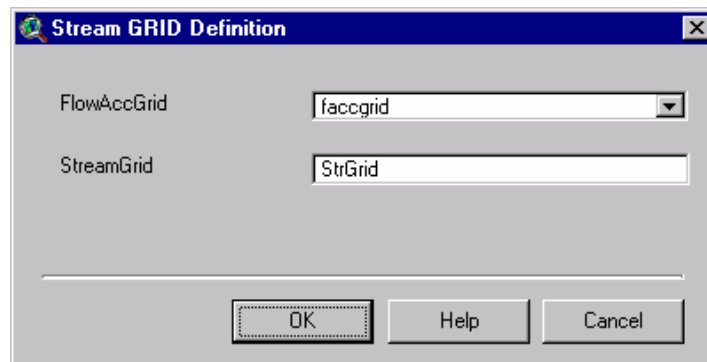 Stream GRID Definition
FlowAccGrid faccgrid
StreamGrid StrGrid
OK Help Cancel